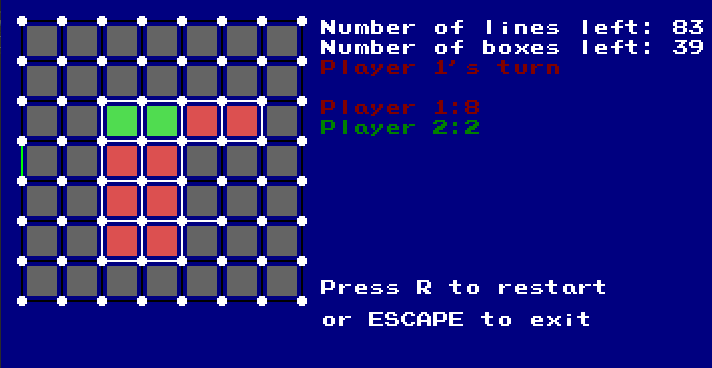 Number of lines left: 83
Number of boxes left: 39
Player 1's turn
Player 1:8
Player 2:2
Press R to restart
or ESCAPE to exit